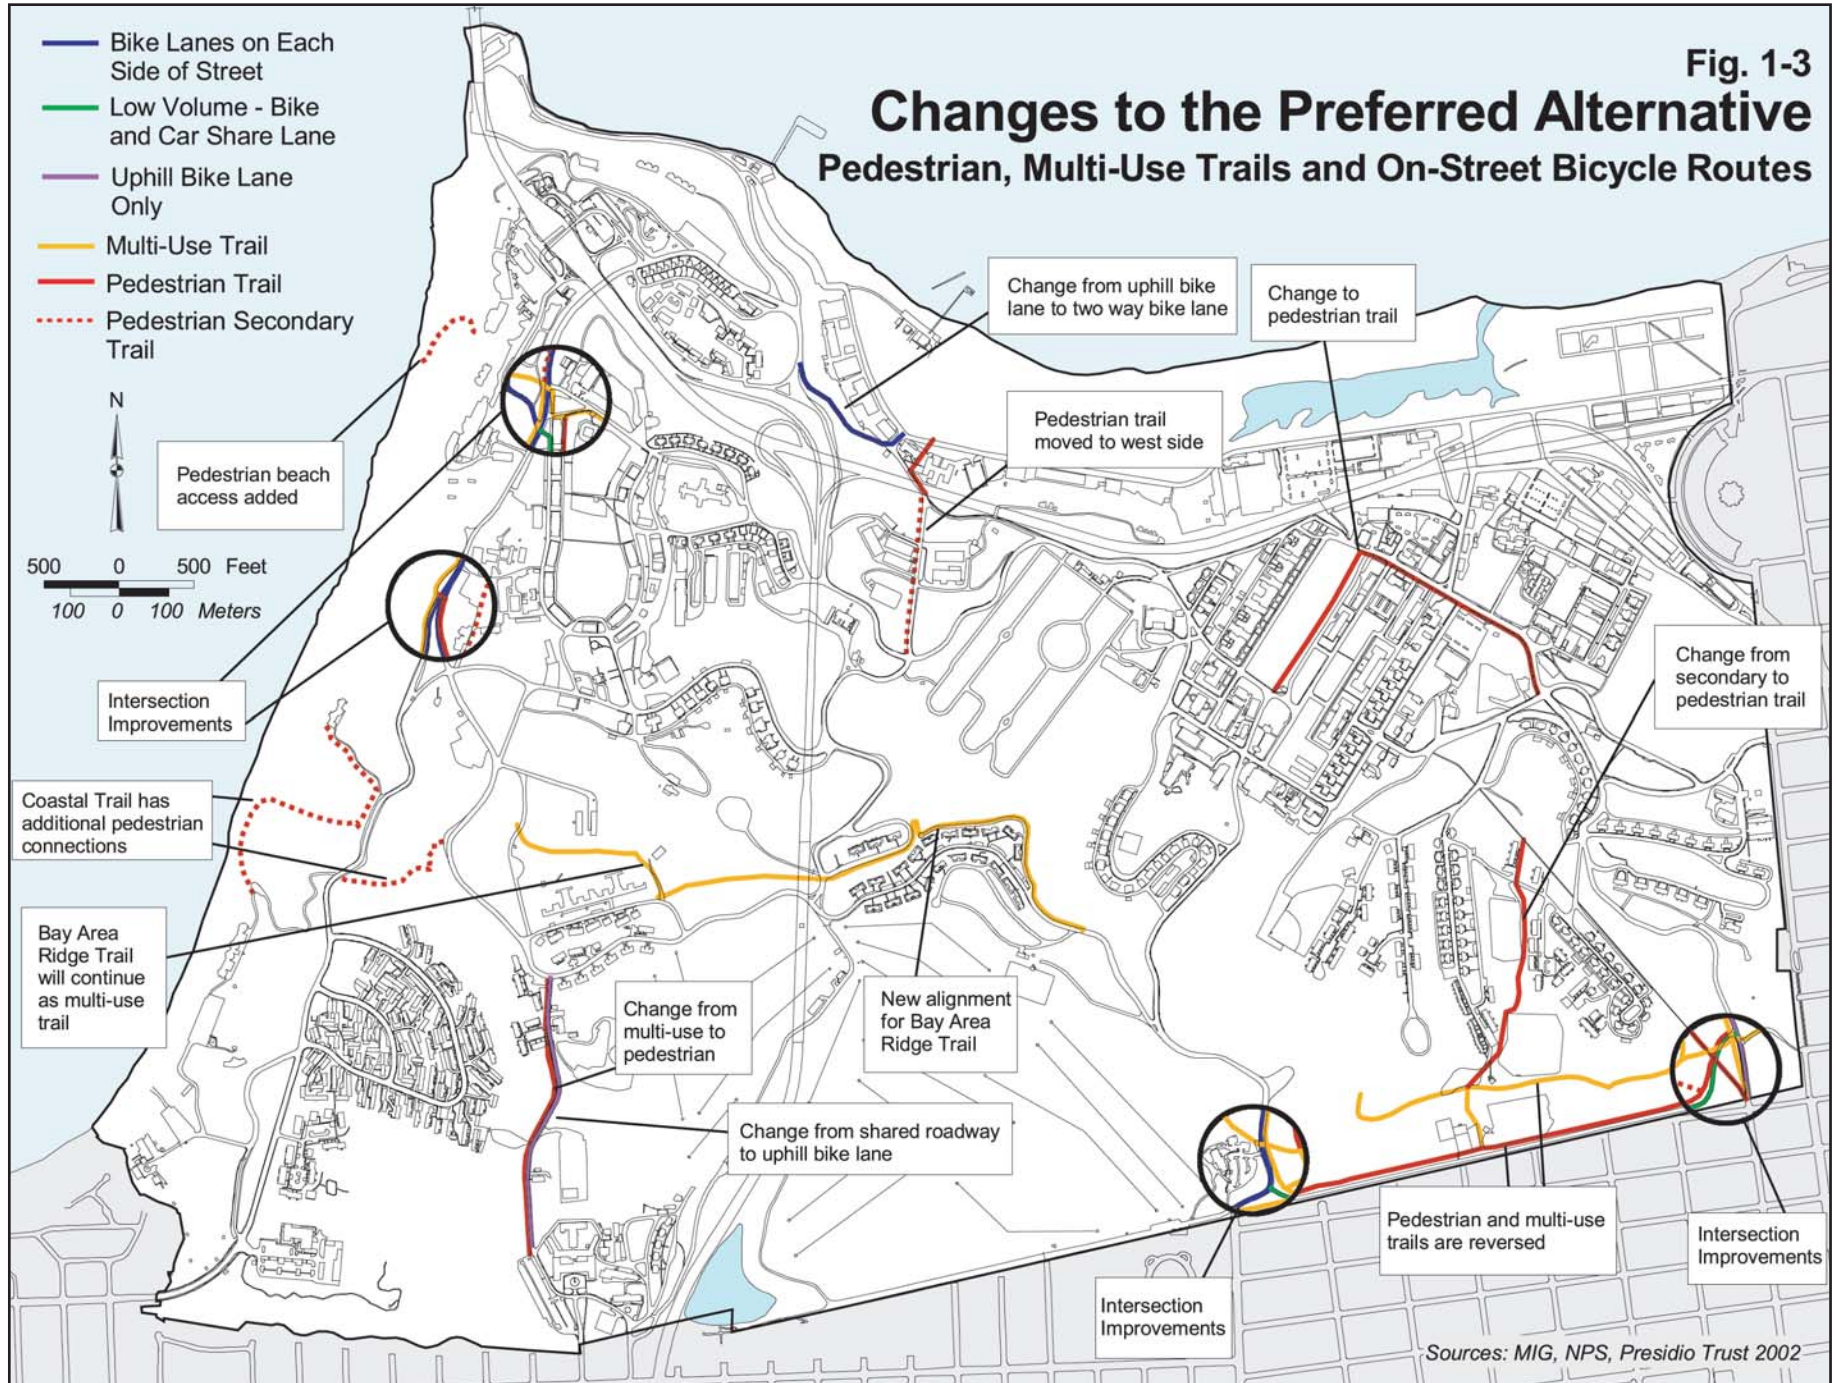 Bike Lanes on Each
Side of Street
Low Volume - Bike
and Car Share Lane
Uphill Bike Lane
Only
Multi-Use Trail
Pedestrian Trail
Pedestrian Secondary
Trail
N
500 0 500 Feet
100 0 100 Meters
Fig. 1-3
Changes to the Preferred Alternative
Pedestrian, Multi-Use Trails and On-Street Bicycle Routes
Change from uphill bike
lane to two way bike lane
Change to
pedestrian trail
Pedestrian trail
moved to west side
Pedestrian beach
access added
Change from
secondary to
pedestrian trail
Intersection
Improvements
Coastal Trail has
additional pedestrian
connections
Bay Area
Ridge Trail
will continue
as multi-use
trail
Change from
multi-use to
pedestrian
New alignment
for Bay Area
Ridge Trail
Change from shared roadway
to uphill bike lane
Pedestrian and multi-use
trails are reversed
Intersection
Improvements
Intersection
Improvements
Sources: MIG, NPS, Presidio Trust 2002